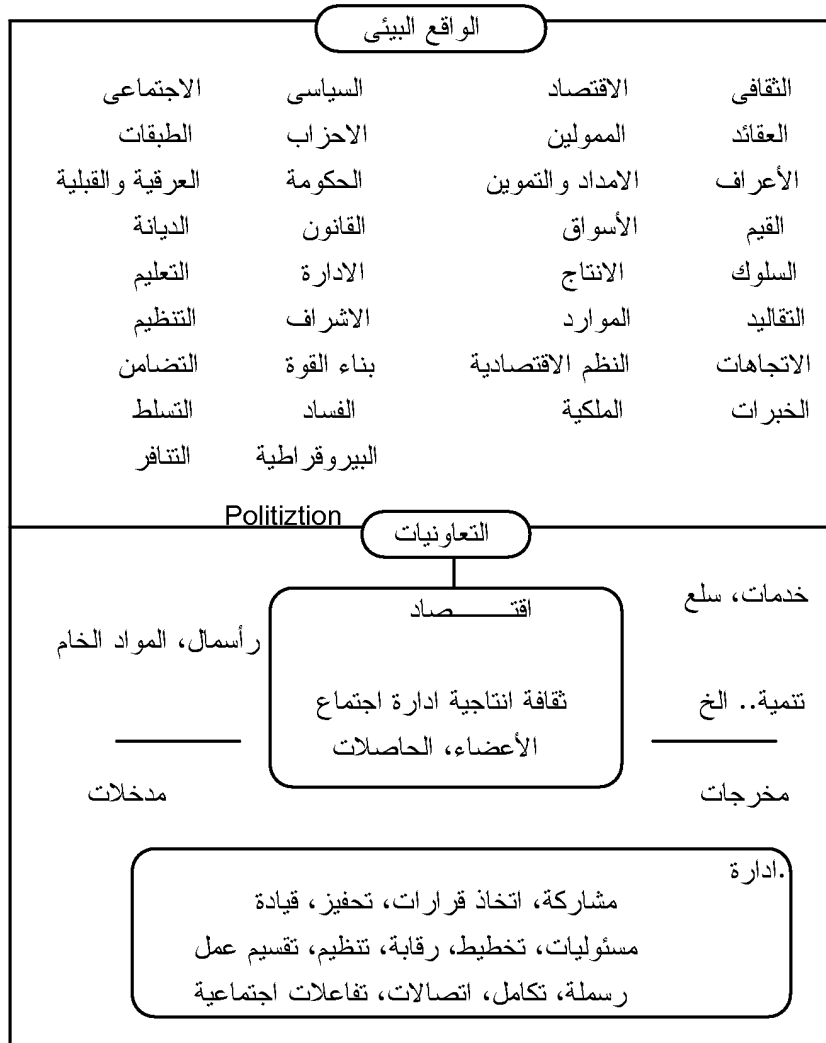 الواقع البيئى
الثقافى الاقتصاد السياسى الاجتماعى
العقائد الممولين الاحزاب الطبقات
الأعراف الامداد والتموين الحكومة العرقية والقبلية
القيم الأسواق القانون الديانة
السلوك الانتاج الادارة التعليم
التقاليد الموارد الاشراف التنظيم
الاتجاهات النظم الاقتصادية بناء القوة التضامن
الخبرات الملكية الفساد التسلط
البيروقراطية التنافر
Politiztion
التعاونيات
خدمات، سلع
اقتـــــصاد
رأسمال، المواد الخام
تنمية.. الخ
ثقافة انتاجية ادارة اجتماع
الأعضاء، الحاصلات
مخرجات
مدخلات
ادارة.
مشاركة، اتخاذ قرارات، تحفيز، قيادة
مسئوليات، تخطيط، رقابة، تنظيم، تقسيم عمل
رسملة، تكامل، اتصالات، تفاعلات اجتماعية